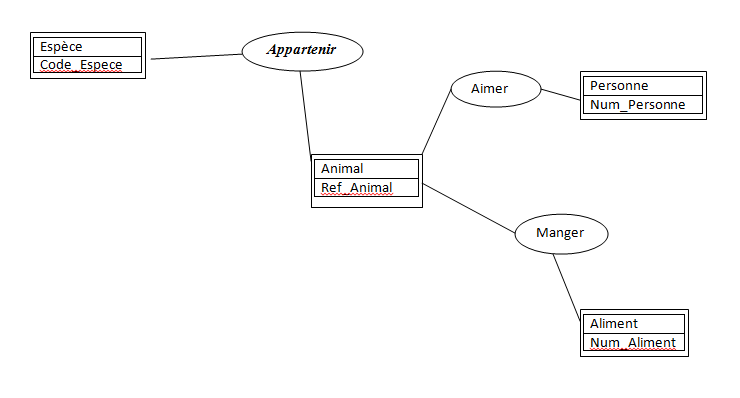 Espèce
Code_Espece
Appartenir
Aimer
Personne
Num_Personne
Animal
Ref_Animal
Manger
Aliment
Num_Aliment